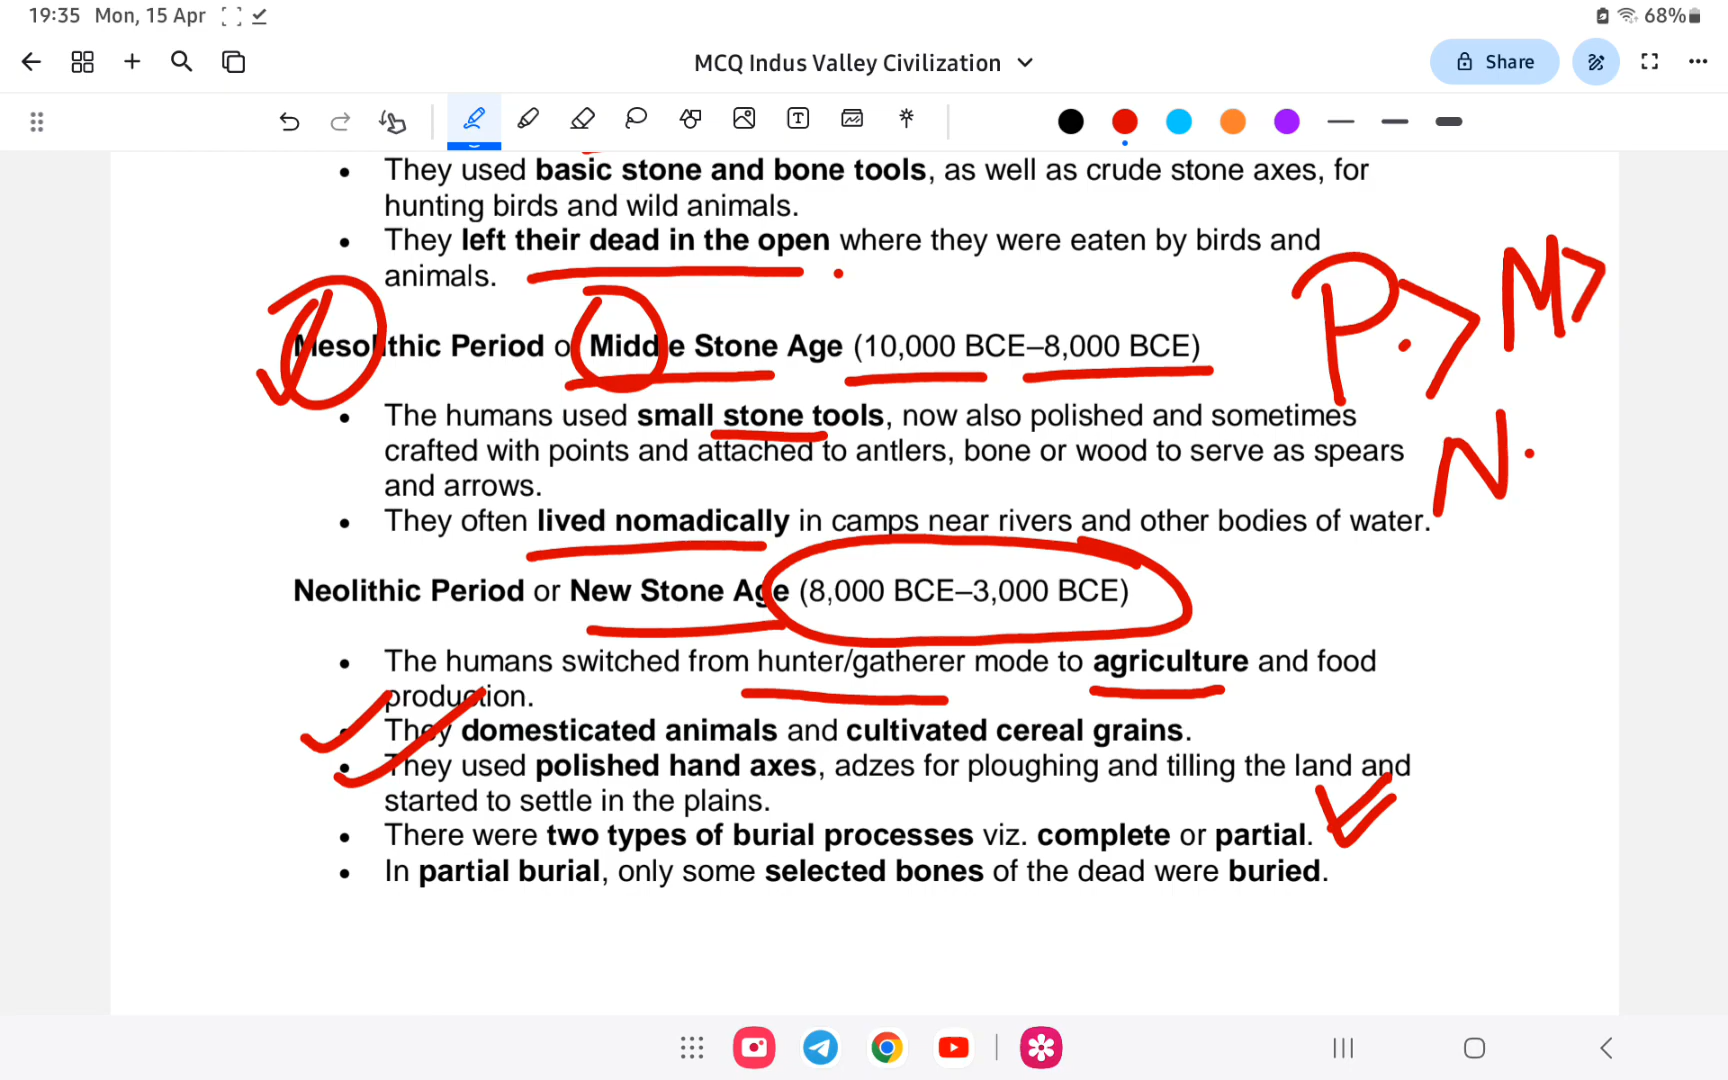 19:35 Mon, 15 Apr
68%
MCQ Indus Valley Civilization
Share
• They used basic stone and bone tools, as well as crude stone axes, for
hunting birds and wild animals.
• They left their dead in the open where they were eaten by birds and
animals.
P. > M >
N.
Mesolithic Period or Middle Stone Age (10,000 BCE–8,000 BCE)
• The humans used small stone tools, now also polished and sometimes
crafted with points and attached to antlers, bone or wood to serve as spears
and arrows.
• They often lived nomadically in camps near rivers and other bodies of water.
Neolithic Period or New Stone Age (8,000 BCE–3,000 BCE)
• The humans switched from hunter/gatherer mode to agriculture and food
production.
• They domesticated animals and cultivated cereal grains.
• They used polished hand axes, adzes for ploughing and tilling the land and
started to settle in the plains.
• There were two types of burial processes viz. complete or partial.
• In partial burial, only some selected bones of the dead were buried.